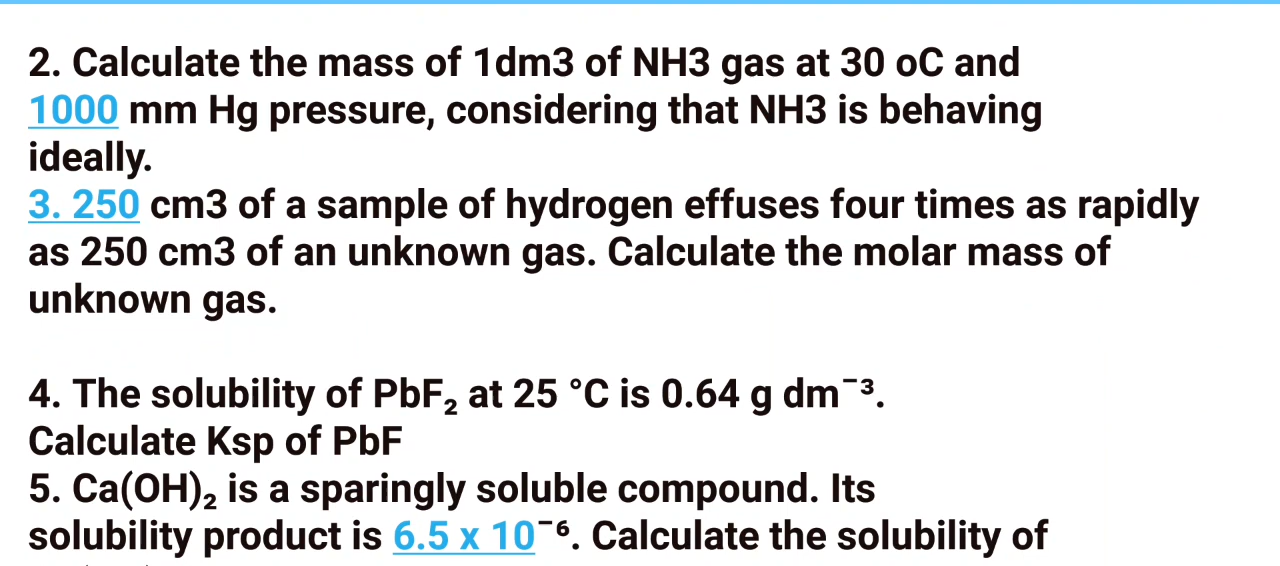 2. Calculate the mass of 1dm3 of NH3 gas at 30 oC and
1000 mm Hg pressure, considering that NH3 is behaving
ideally.
3. 250 cm3 of a sample of hydrogen effuses four times as rapidly
as 250 cm3 of an unknown gas. Calculate the molar mass of
unknown gas.
4. The solubility of PbF₂ at 25 °C is 0.64 g dm⁻³.
Calculate Ksp of PbF
5. Ca(OH)₂ is a sparingly soluble compound. Its
solubility product is 6.5 x 10⁻⁶. Calculate the solubility of